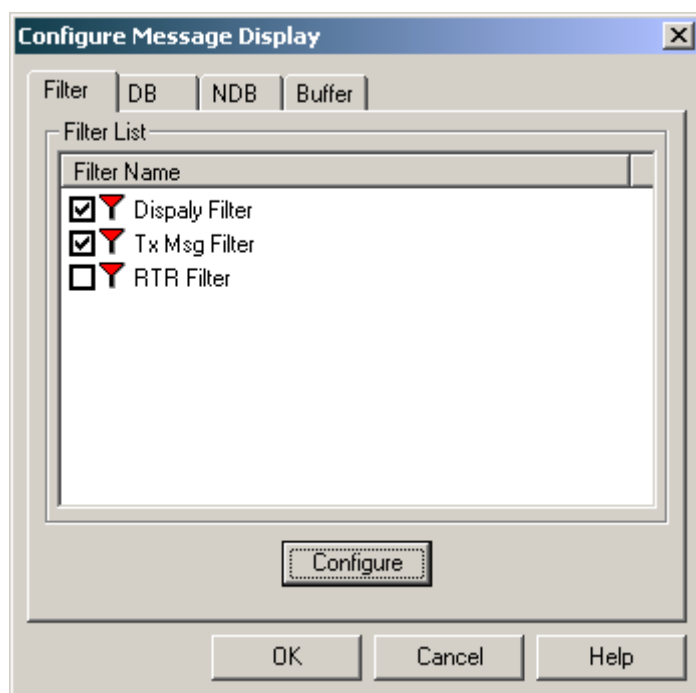 Configure Message Display
Filter DB NDB Buffer
Filter List
Filter Name
Dispaly Filter
Tx Msg Filter
RTR Filter
Configure
OK Cancel Help